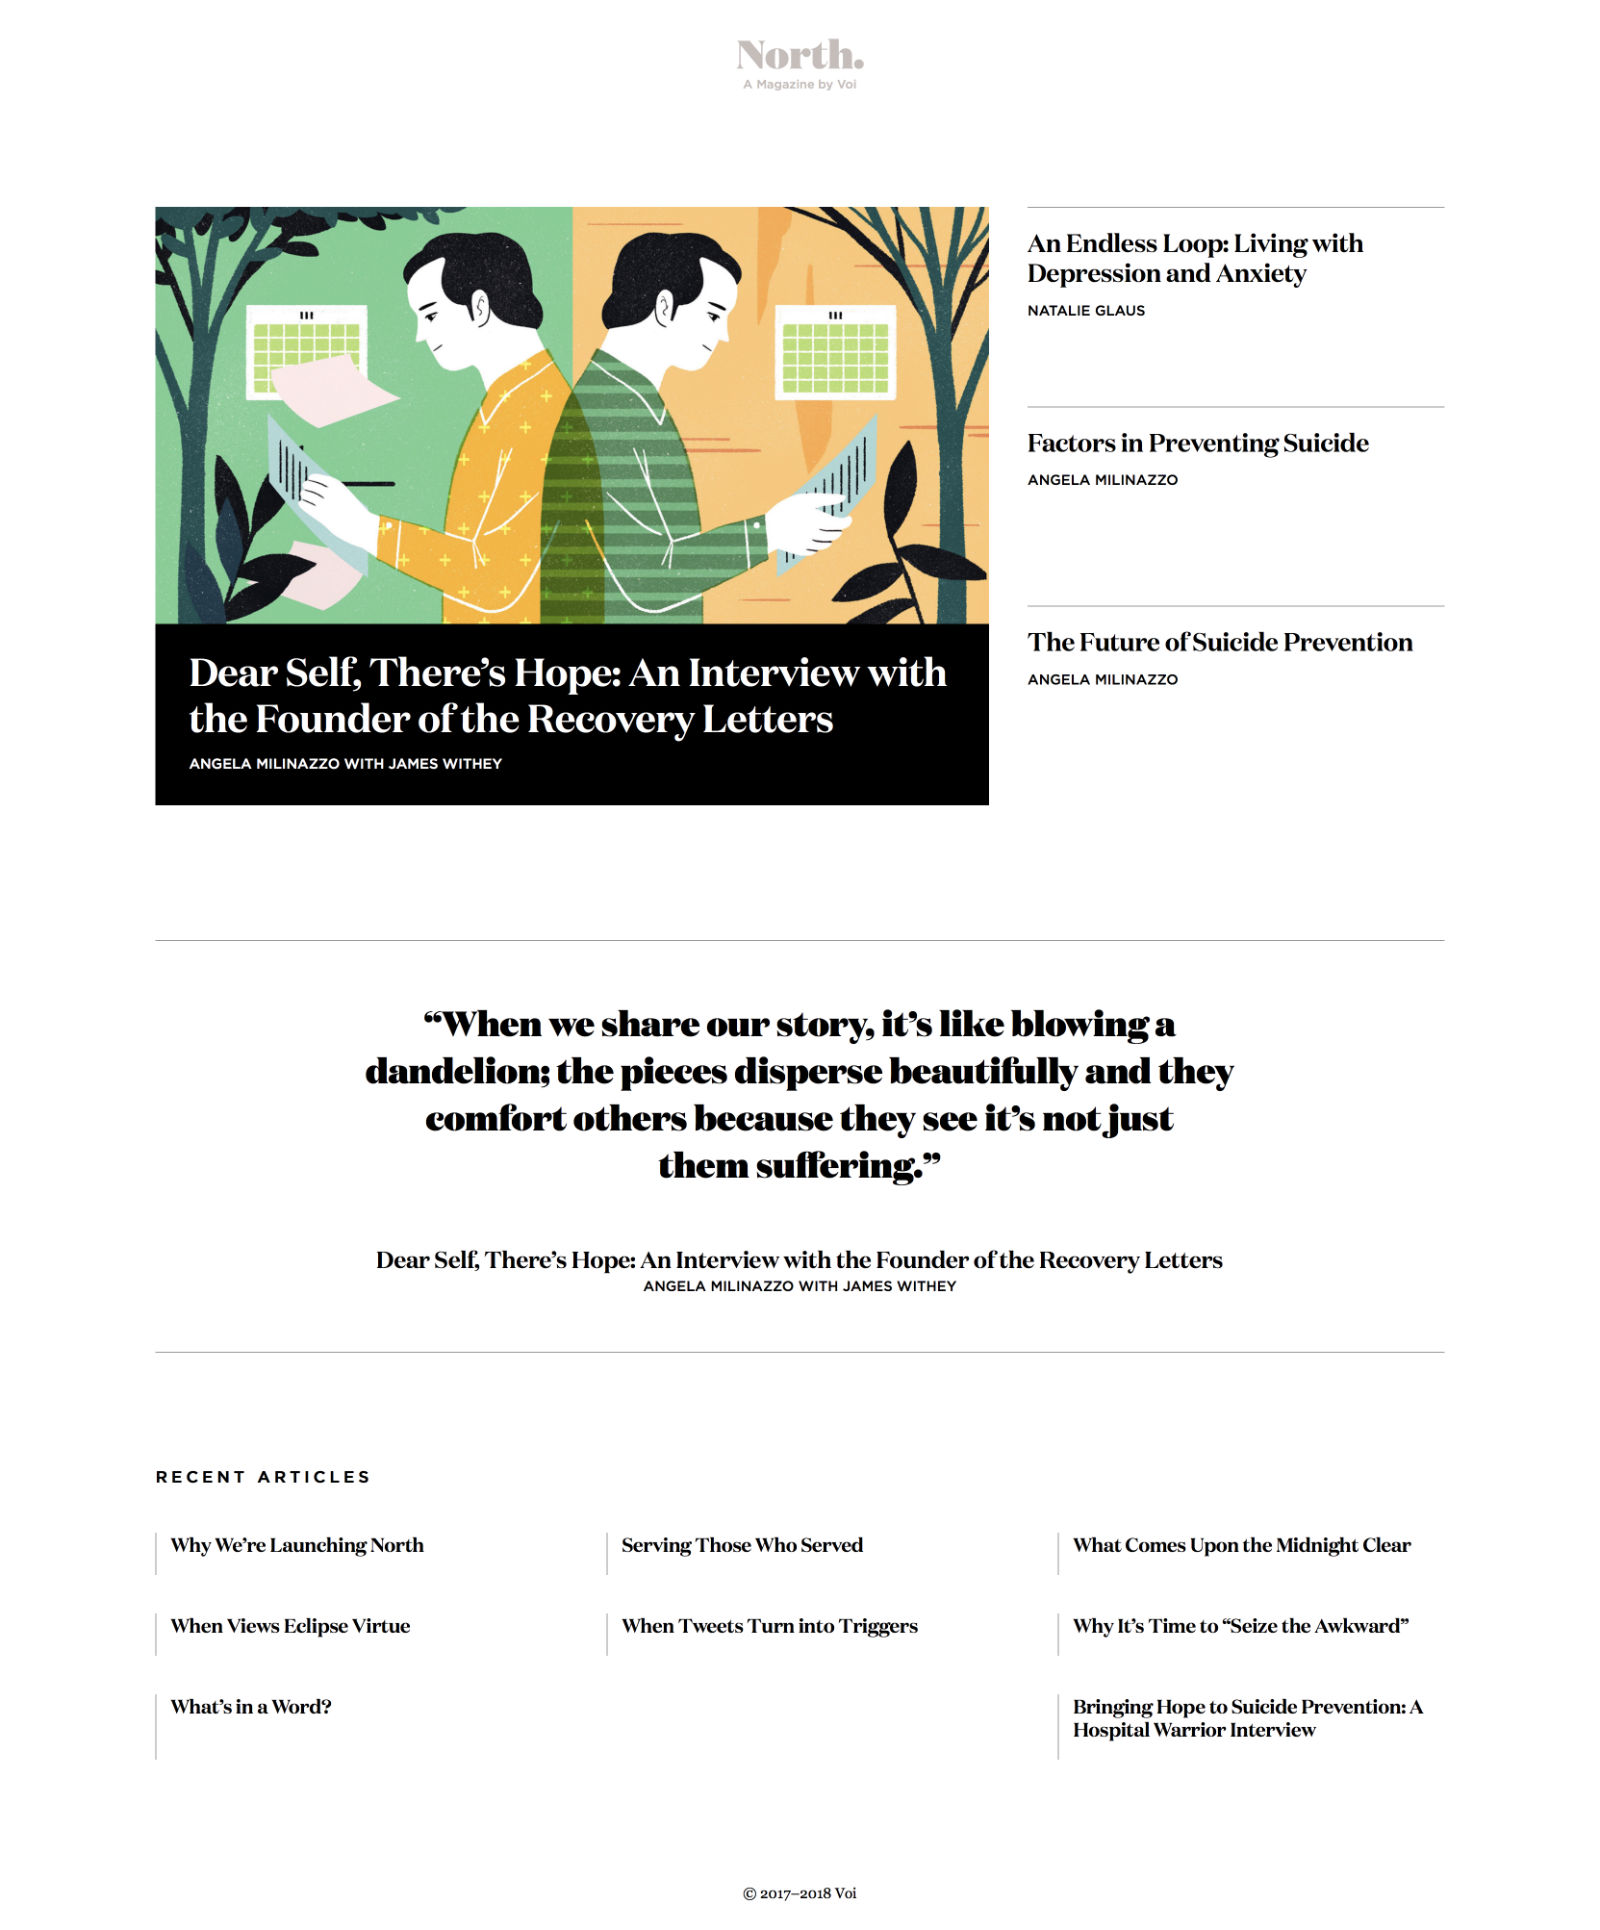 North.
A Magazine by Voi
Dear Self, There’s Hope: An Interview with
the Founder of the Recovery Letters
ANGELA MILINAZZO WITH JAMES WITHEY
An Endless Loop: Living with
Depression and Anxiety
NATALIE GLAUS
Factors in Preventing Suicide
ANGELA MILINAZZO
The Future of Suicide Prevention
ANGELA MILINAZZO
“When we share our story, it’s like blowing a
dandelion; the pieces disperse beautifully and they
comfort others because they see it’s not just
them suffering.”
Dear Self, There’s Hope: An Interview with the Founder of the Recovery Letters
ANGELA MILINAZZO WITH JAMES WITHEY
RECENT ARTICLES
Why We’re Launching North
Serving Those Who Served
What Comes Upon the Midnight Clear
When Views Eclipse Virtue
When Tweets Turn into Triggers
Why It’s Time to “Seize the Awkward”
What’s in a Word?
Bringing Hope to Suicide Prevention: A
Hospital Warrior Interview
© 2017–2018 Voi